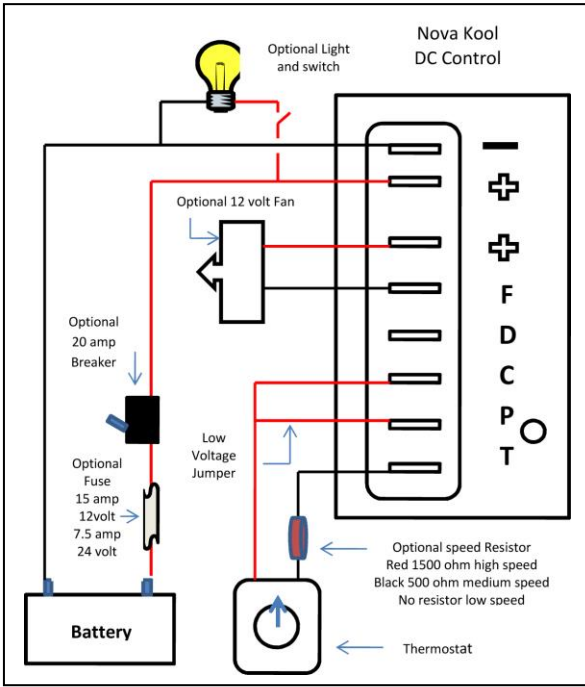 Nova Kool
DC Control
Optional Light
and switch
Optional 12 volt Fan
Optional
20 amp
Breaker
F
D
C
P
T
Low
Voltage
Jumper
Optional
Fuse
15 amp
12volt
7.5 amp
24 volt
Optional speed Resistor
Red 1500 ohm high speed
Black 500 ohm medium speed
No resistor low speed
Battery
Thermostat